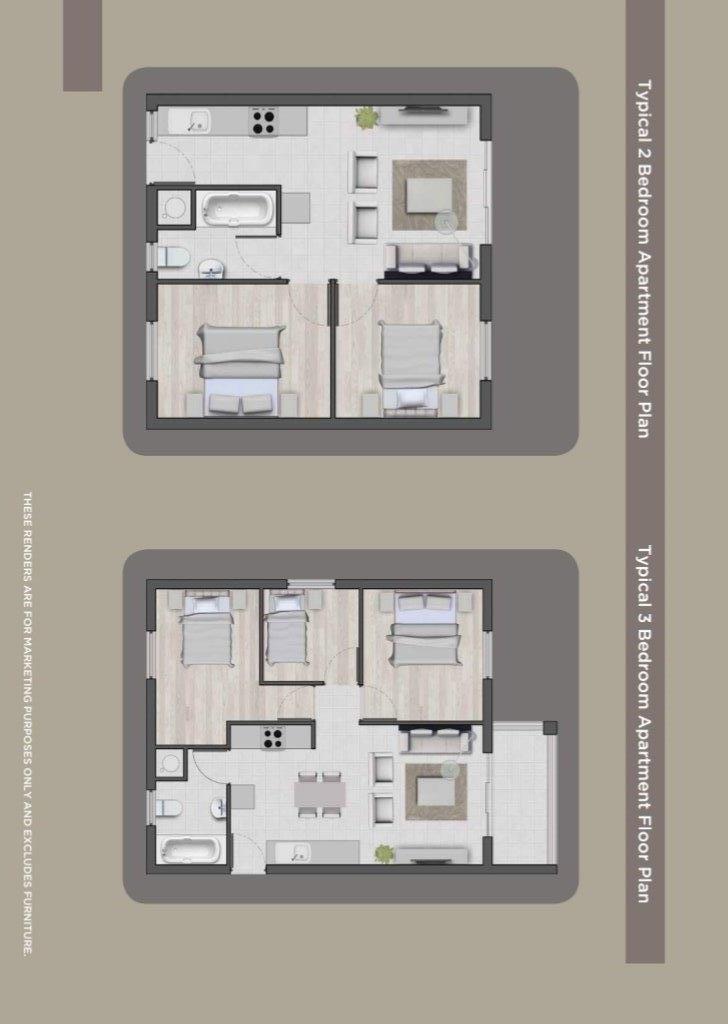 Typical 2 Bedroom Apartment Floor Plan
Typical 3 Bedroom Apartment Floor Plan
THESE RENDERS ARE FOR MARKETING PURPOSES ONLY AND EXCLUDES FURNITURE.